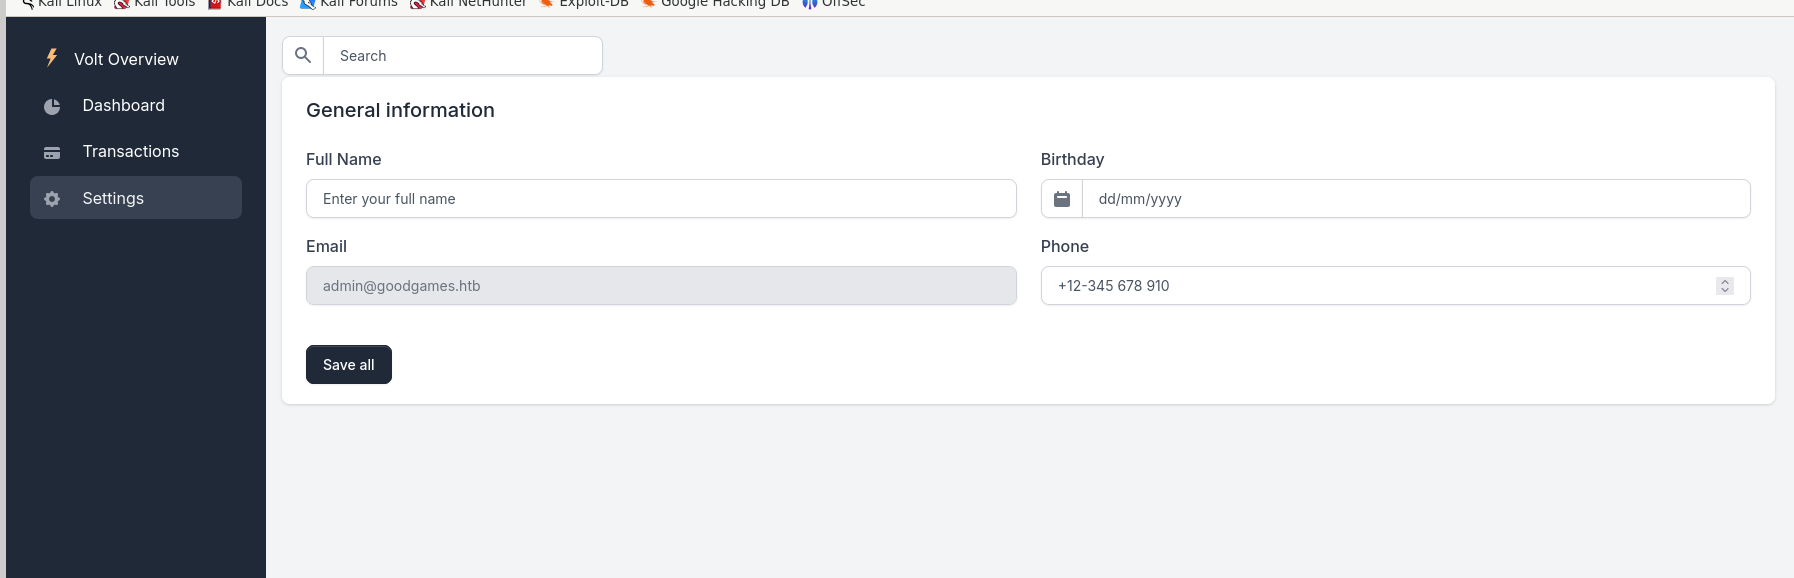 Kali Linux Kali Tools Kali Docs Kali Forums Kali NetHunter Exploit-DB Google Hacking DB OffSec
Volt Overview
Dashboard
Transactions
Settings
Search
General information
Full Name
Enter your full name
Birthday
dd/mm/yyyy
Email
admin@goodgames.htb
Phone
+12-345 678 910
Save all